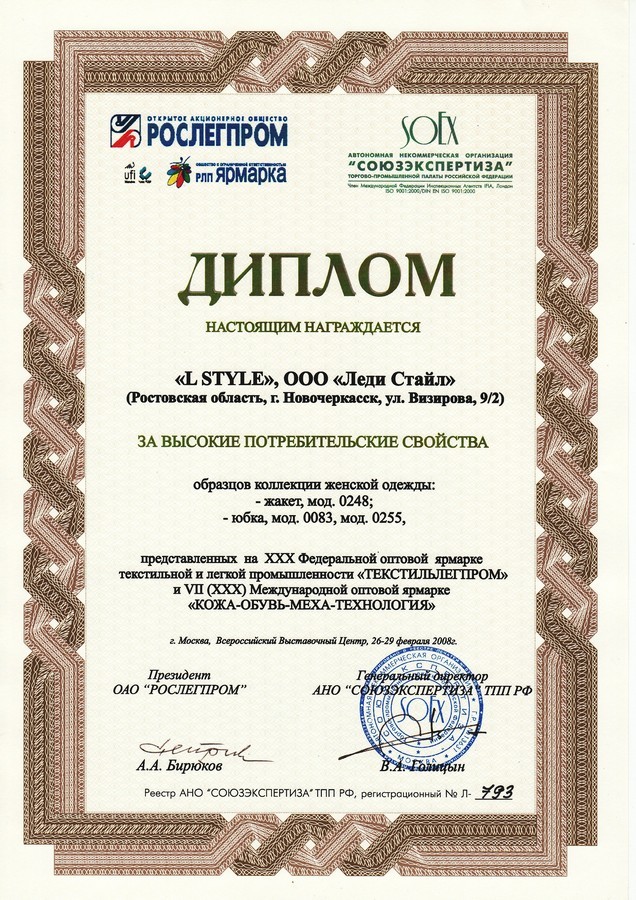 ОТКРЫТОЕ АКЦИОНЕРНОЕ ОБЩЕСТВО
РОСЛЕГПРОМ
ufi
ОБЩЕСТВО С ОГРАНИЧЕННОЙ ОТВЕТСТВЕННОСТЬЮ
РЛП ЯРМАРКА
SOEX
АВТОНОМНАЯ НЕКОММЕРЧЕСКАЯ ОРГАНИЗАЦИЯ
"СОЮЗЭКСПЕРТИЗА"
ТОРГОВО-ПРОМЫШЛЕННОЙ ПАЛАТЫ РОССИЙСКОЙ ФЕДЕРАЦИИ
Член Международной Федерации Инспекционных Агентств IFIA, Лондон
ISO 9001:2000/DIN EN ISO 9001:2000
ДИПЛОМ
НАСТОЯЩИМ НАГРАЖДАЕТСЯ
«L STYLE», ООО «Леди Стайл»
(Ростовская область, г. Новочеркасск, ул. Визирова, 9/2)
ЗА ВЫСОКИЕ ПОТРЕБИТЕЛЬСКИЕ СВОЙСТВА
образцов коллекции женской одежды:
- жакет, мод. 0248;
- юбка, мод. 0083, мод. 0255,
представленных на XXX Федеральной оптовой ярмарке
текстильной и легкой промышленности «ТЕКСТИЛЬЛЕГПРОМ»
и VII (XXX) Международной оптовой ярмарке
«КОЖА-ОБУВЬ-МЕХА-ТЕХНОЛОГИЯ»
г. Москва, Всероссийский Выставочный Центр, 26-29 февраля 2008г.
Президент
ОАО "РОСЛЕГПРОМ"
Генеральный директор
АНО "СОЮЗЭКСПЕРТИЗА" ТПП РФ
SOEX
МОСКВА
А.А. Бирюков
В.А. Голицын
Реестр АНО "СОЮЗЭКСПЕРТИЗА" ТПП РФ, регистрационный № Л- 793